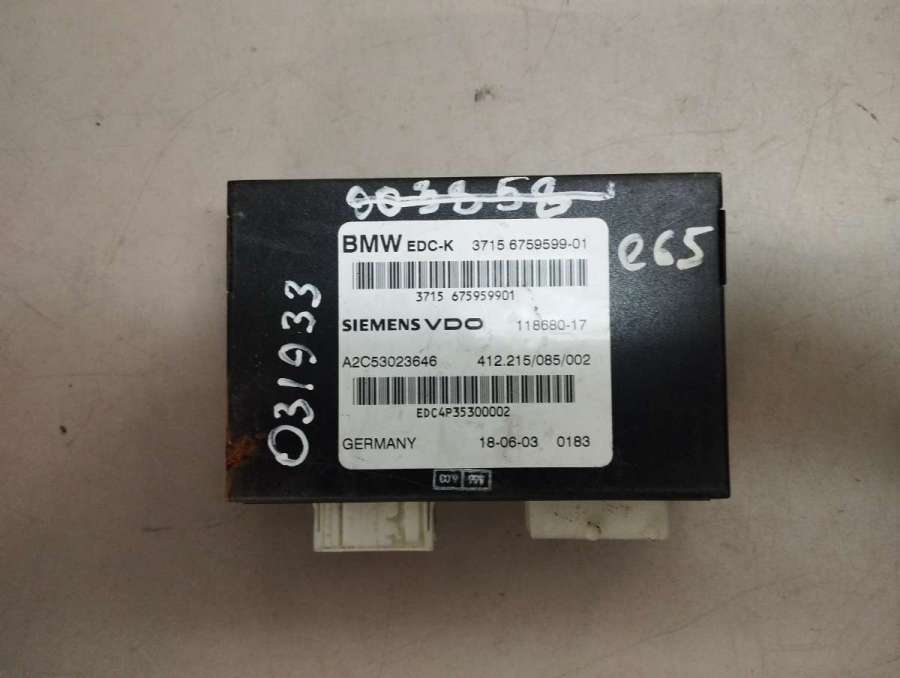 003858
BMW EDC-K 3715 6759599-01
3715 675959901
SIEMENS VDO 118680-17
A2C53023646 412.215/085/002
EDC4P35300002
GERMANY 18-06-03 0183
e65
031933